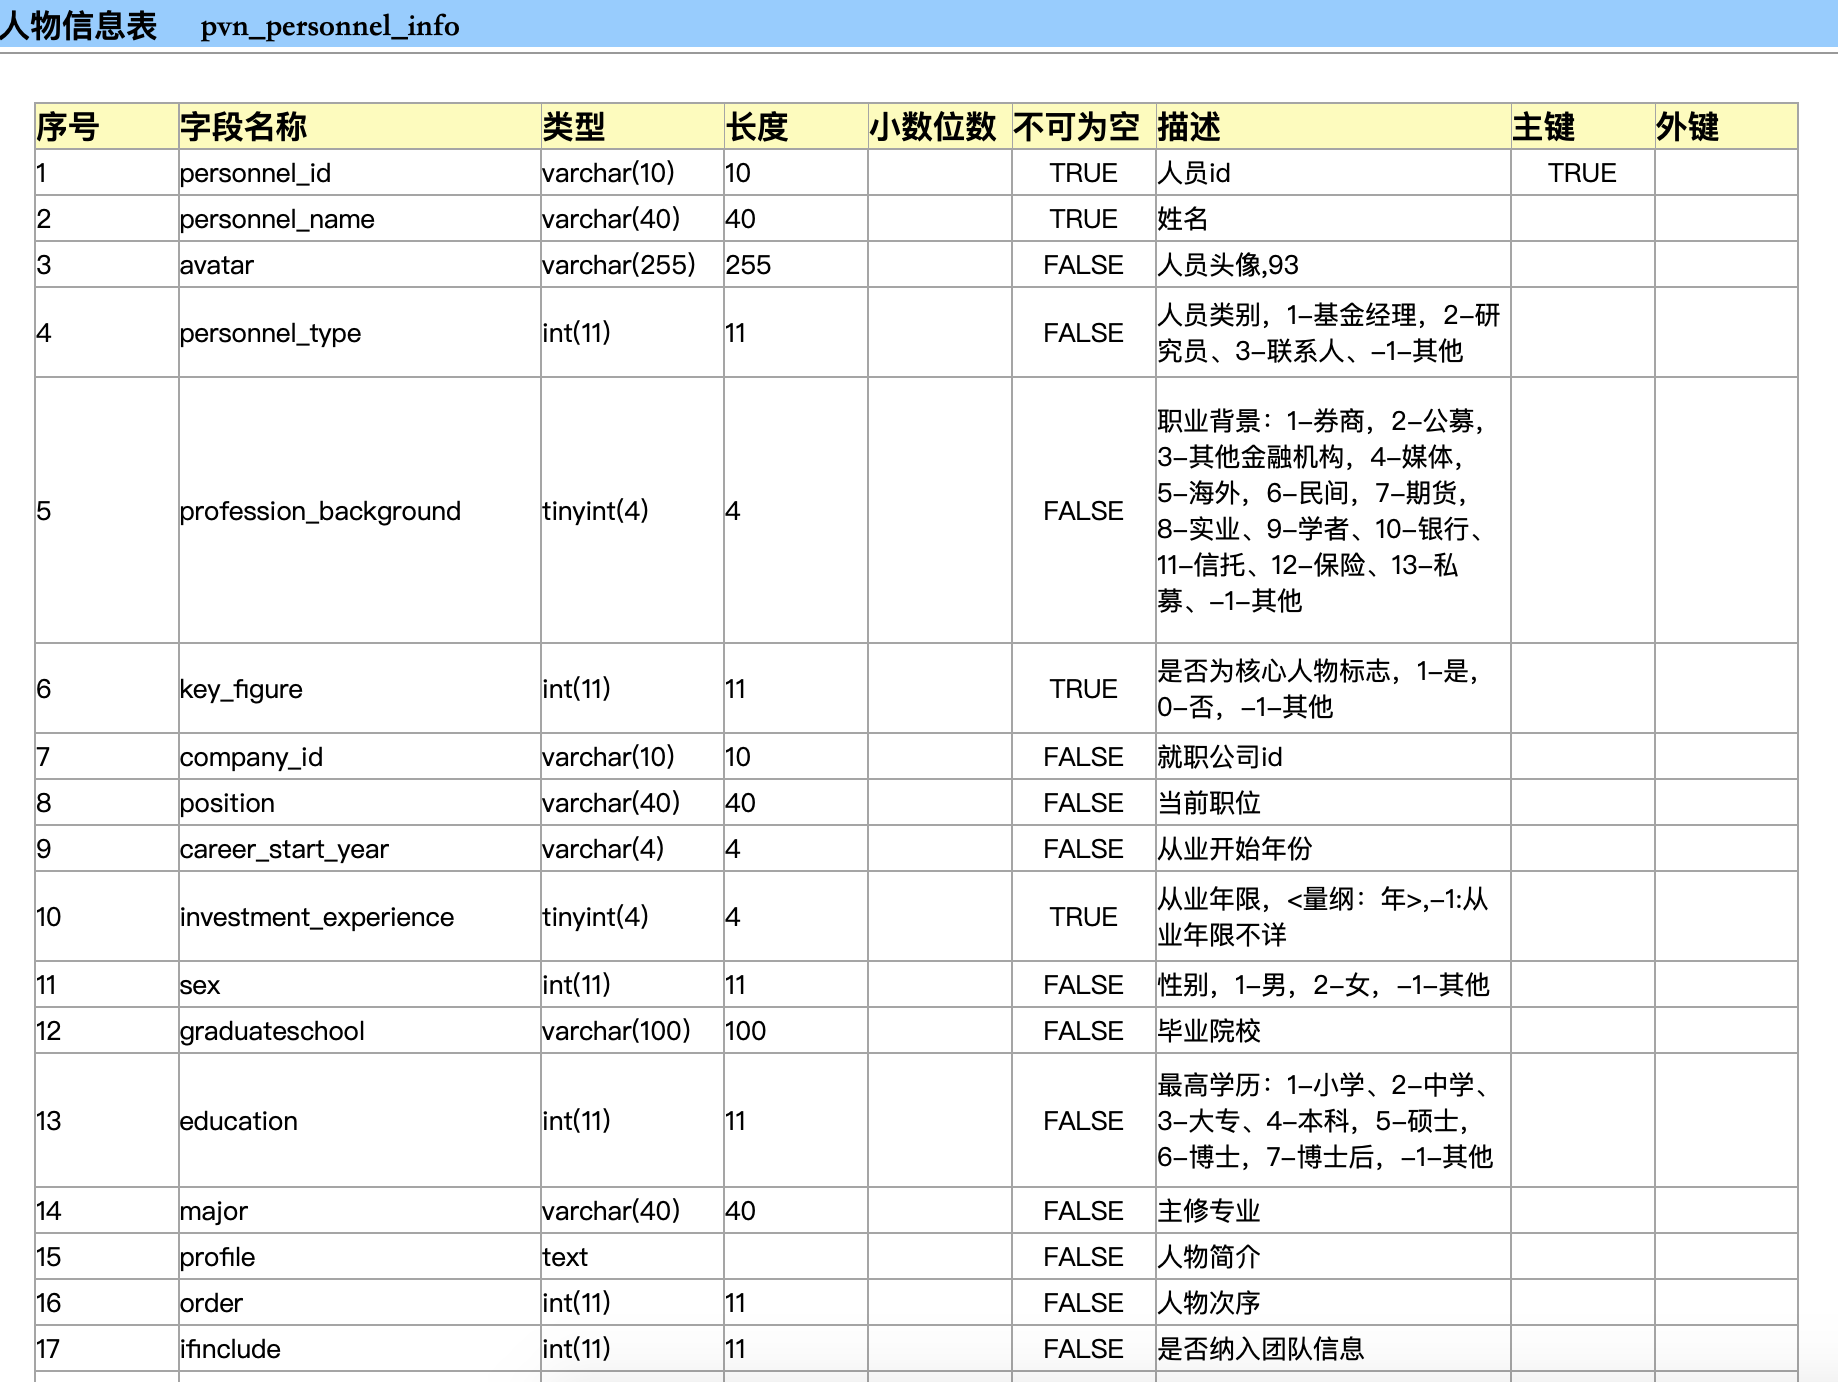 人物信息表 pvn_personnel_info
序号 字段名称 类型 长度 小数位数 不可为空 描述 主键 外键
1 personnel_id varchar(10) 10 TRUE 人员id TRUE
2 personnel_name varchar(40) 40 TRUE 姓名
3 avatar varchar(255) 255 FALSE 人员头像,93
4 personnel_type int(11) 11 FALSE 人员类别，1-基金经理，2-研
究员、3-联系人、-1-其他
5 profession_background tinyint(4) 4 FALSE 职业背景：1-券商，2-公募，
3-其他金融机构，4-媒体，
5-海外，6-民间，7-期货，
8-实业、9-学者、10-银行、
11-信托、12-保险、13-私
募、-1-其他
6 key_figure int(11) 11 TRUE 是否为核心人物标志，1-是，
0-否，-1-其他
7 company_id varchar(10) 10 FALSE 就职公司id
8 position varchar(40) 40 FALSE 当前职位
9 career_start_year varchar(4) 4 FALSE 从业开始年份
10 investment_experience tinyint(4) 4 TRUE 从业年限，<量纲：年>,-1:从
业年限不详
11 sex int(11) 11 FALSE 性别，1-男，2-女，-1-其他
12 graduateschool varchar(100) 100 FALSE 毕业院校
13 education int(11) 11 FALSE 最高学历：1-小学、2-中学、
3-大专、4-本科，5-硕士，
6-博士，7-博士后，-1-其他
14 major varchar(40) 40 FALSE 主修专业
15 profile text FALSE 人物简介
16 order int(11) 11 FALSE 人物次序
17 ifinclude int(11) 11 FALSE 是否纳入团队信息